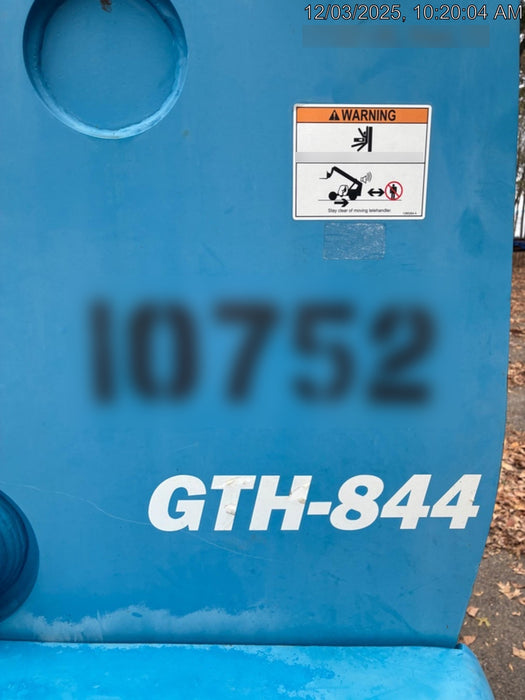 12/03/2025, 10:20:04 AM
WARNING
Stay clear of moving telehandler
10752
GTH-844